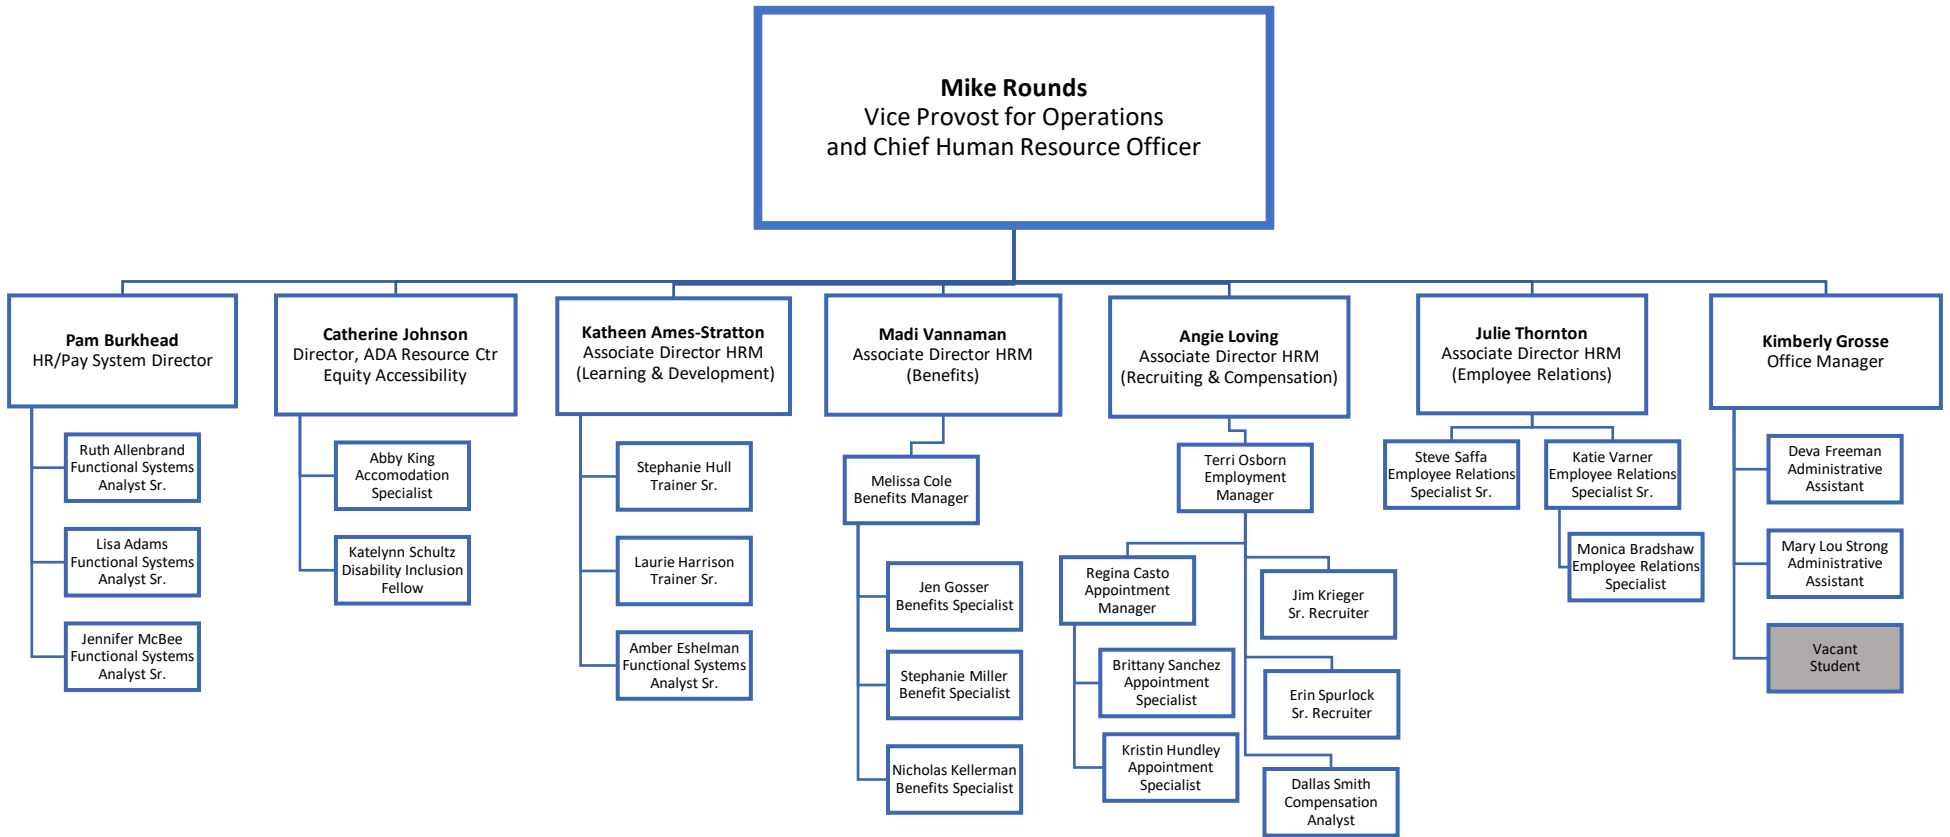 Mike Rounds
Vice Provost for Operations
and Chief Human Resource Officer
Pam Burkhead
HR/Pay System Director
Ruth Allenbrand
Functional Systems
Analyst Sr.
Lisa Adams
Functional Systems
Analyst Sr.
Jennifer McBee
Functional Systems
Analyst Sr.
Catherine Johnson
Director, ADA Resource Ctr
Equity Accessibility
Abby King
Accomodation
Specialist
Katelynn Schultz
Disability Inclusion
Fellow
Katheen Ames-Stratton
Associate Director HRM
(Learning & Development)
Stephanie Hull
Trainer Sr.
Laurie Harrison
Trainer Sr.
Amber Eshelman
Functional Systems
Analyst Sr.
Madi Vannaman
Associate Director HRM
(Benefits)
Melissa Cole
Benefits Manager
Jen Gosser
Benefits Specialist
Stephanie Miller
Benefit Specialist
Nicholas Kellerman
Benefits Specialist
Angie Loving
Associate Director HRM
(Recruiting & Compensation)
Terri Osborn
Employment
Manager
Regina Casto
Appointment
Manager
Brittany Sanchez
Appointment
Specialist
Kristin Hundley
Appointment
Specialist
Jim Krieger
Sr. Recruiter
Erin Spurlock
Sr. Recruiter
Dallas Smith
Compensation
Analyst
Julie Thornton
Associate Director HRM
(Employee Relations)
Steve Saffa
Employee Relations
Specialist Sr.
Katie Varner
Employee Relations
Specialist Sr.
Monica Bradshaw
Employee Relations
Specialist
Kimberly Grosse
Office Manager
Deva Freeman
Administrative
Assistant
Mary Lou Strong
Administrative
Assistant
Vacant
Student